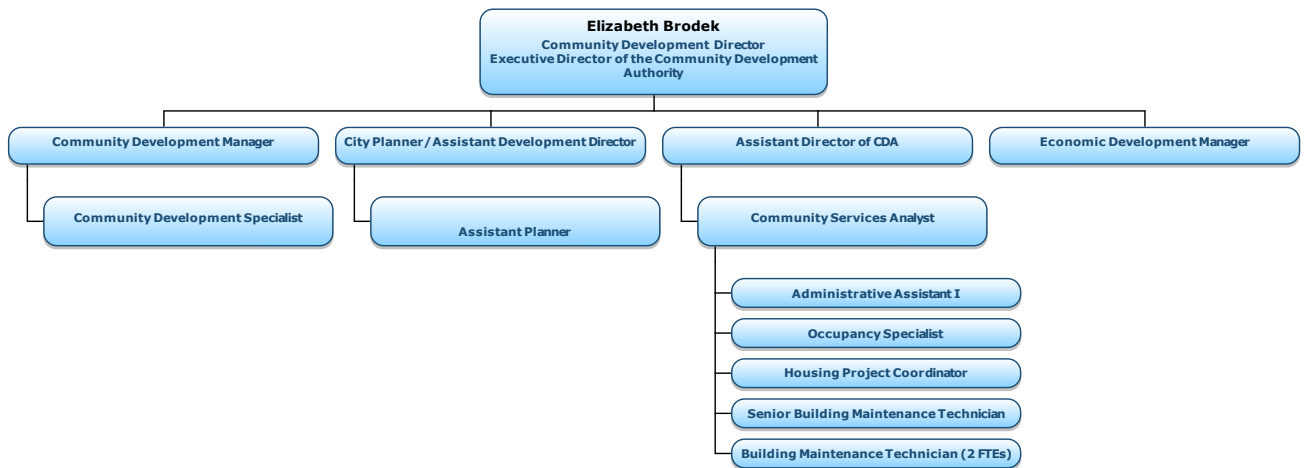 Elizabeth Brodek
Community Development Director
Executive Director of the Community Development
Authority
Community Development Manager
City Planner/Assistant Development Director
Assistant Director of CDA
Economic Development Manager
Community Development Specialist
Assistant Planner
Community Services Analyst
Administrative Assistant I
Occupancy Specialist
Housing Project Coordinator
Senior Building Maintenance Technician
Building Maintenance Technician (2 FTEs)